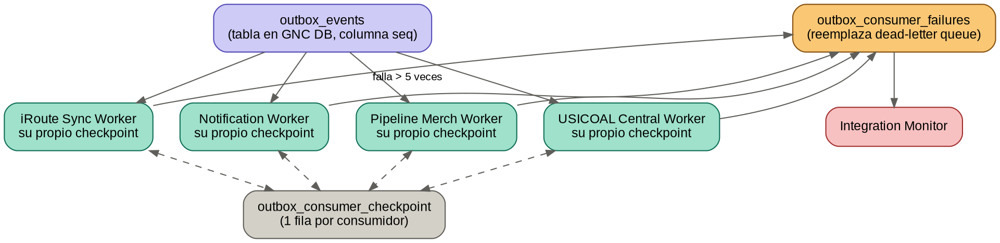 outbox_events
(tabla en GNC DB, columna seq)
outbox_consumer_failures
(reemplaza dead-letter queue)
falla > 5 veces
iRoute Sync Worker
su propio checkpoint
Notification Worker
su propio checkpoint
Pipeline Merch Worker
su propio checkpoint
USICOAL Central Worker
su propio checkpoint
Integration Monitor
outbox_consumer_checkpoint
(1 fila por consumidor)